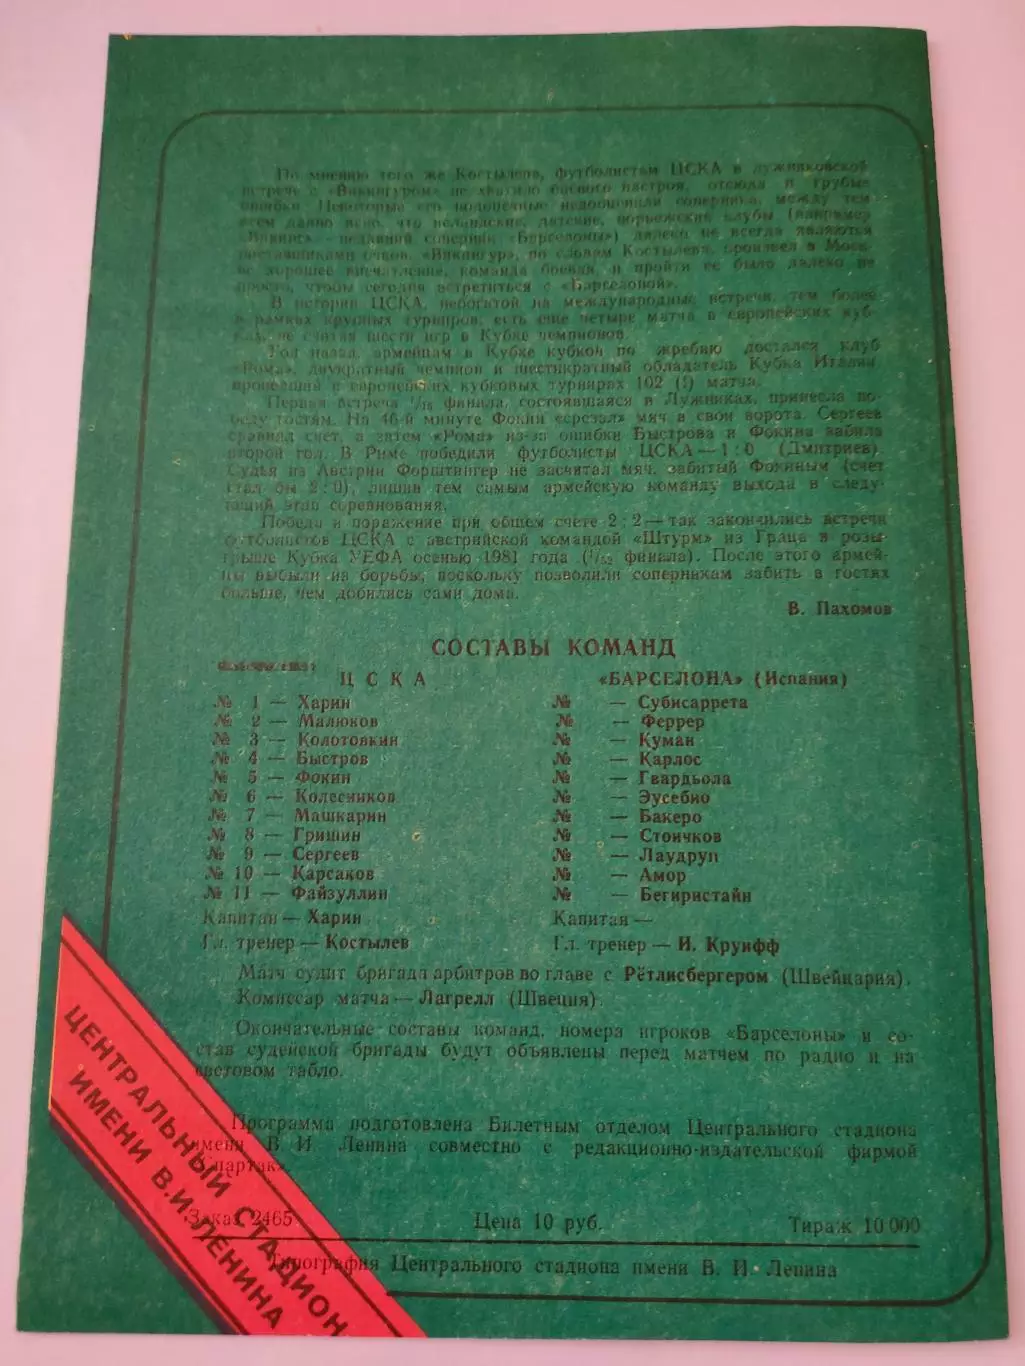 По мнению того же Костылева, футболистам ЦСКА в лужниковской
встрече с «Викингуром» не хватило боевого настроя, отсюда и грубые
ошибки. Некоторые его подопечные недооценили соперника, между тем
всем давно ясно, что исландские, датские, норвежские клубы (например
«Викинг» — недавний соперник «Барселоны») далеко не всегда являются
поставщиками очков. «Викингур», по словам Костылева, произвел в Моск-
ве хорошее впечатление, команда боевая, и пройти ее было далеко не
просто, чтобы сегодня встретиться с «Барселоной».
В истории ЦСКА, небогатой на международные встречи, тем более
в рамках крупных турниров, есть еще четыре матча в европейских куб-
ках, не считая шести игр в Кубке чемпионов.
Год назад, армейцам в Кубке кубков по жребию достался клуб
«Рома», двукратный чемпион и шестикратный обладатель Кубка Италии
проведший в европейских кубковых турнирах 102 (!) матча.
Первая встреча 1/16 финала, состоявшаяся в Лужниках, принесла по-
беду гостям. На 46-й минуте Фокин «срезал» мяч в свои ворота. Сергеев
сравнял счет, а затем «Рома» из-за ошибки Быстрова и Фокина забила
второй гол. В Риме победили футболисты ЦСКА — 1:0 (Дмитриев).
Судья из Австрии Форштингер не засчитал мяч, забитый Фокиным (счет
стал бы 2:0), лишив тем самым армейскую команду выхода в следу-
ющий этап соревнования.
Победа и поражение при общем счете 2:2 — так закончились встречи
футболистов ЦСКА с австрийской командой «Штурм» из Граца в розы-
грыше Кубка УЕФА осенью 1981 года (1/32 финала). После этого армей-
цы выбыли из борьбы, поскольку позволили соперникам забить в гостях
больше, чем добились сами дома.
В. Пахомов
СОСТАВЫ КОМАНД
ЦСКА «БАРСЕЛОНА» (Испания)
№ 1 — Харин № — Субисаррета
№ 2 — Малюков № — Феррер
№ 3 — Колотовкин № — Куман
№ 4 — Быстров № — Карлос
№ 5 — Фокин № — Гвардьола
№ 6 — Колесников № — Эусебио
№ 7 — Машкарин № — Бакеро
№ 8 — Гришин № — Стоичков
№ 9 — Сергеев № — Лаудруп
№ 10 — Карсаков № — Амор
№ 11 — Файзуллин № — Бегиристайн
Капитан — Харин Капитан —
Гл. тренер — Костылев Гл. тренер — И. Круифф
Матч судит бригада арбитров во главе с Рётлисбергером (Швейцария).
Комиссар матча — Лагрелл (Швеция).
Окончательные составы команд, номера игроков «Барселоны» и со-
став судейской бригады будут объявлены перед матчем по радио и на
световом табло.
Программа подготовлена Билетным отделом Центрального стадиона
имени В. И. Ленина совместно с редакционно-издательской фирмой
«Спартак».
Заказ 2465 Цена 10 руб. Тираж 10 000
Типография Центрального стадиона имени В. И. Ленина
ЦЕНТРАЛЬНЫЙ СТАДИОН
ИМЕНИ В.И.ЛЕНИНА